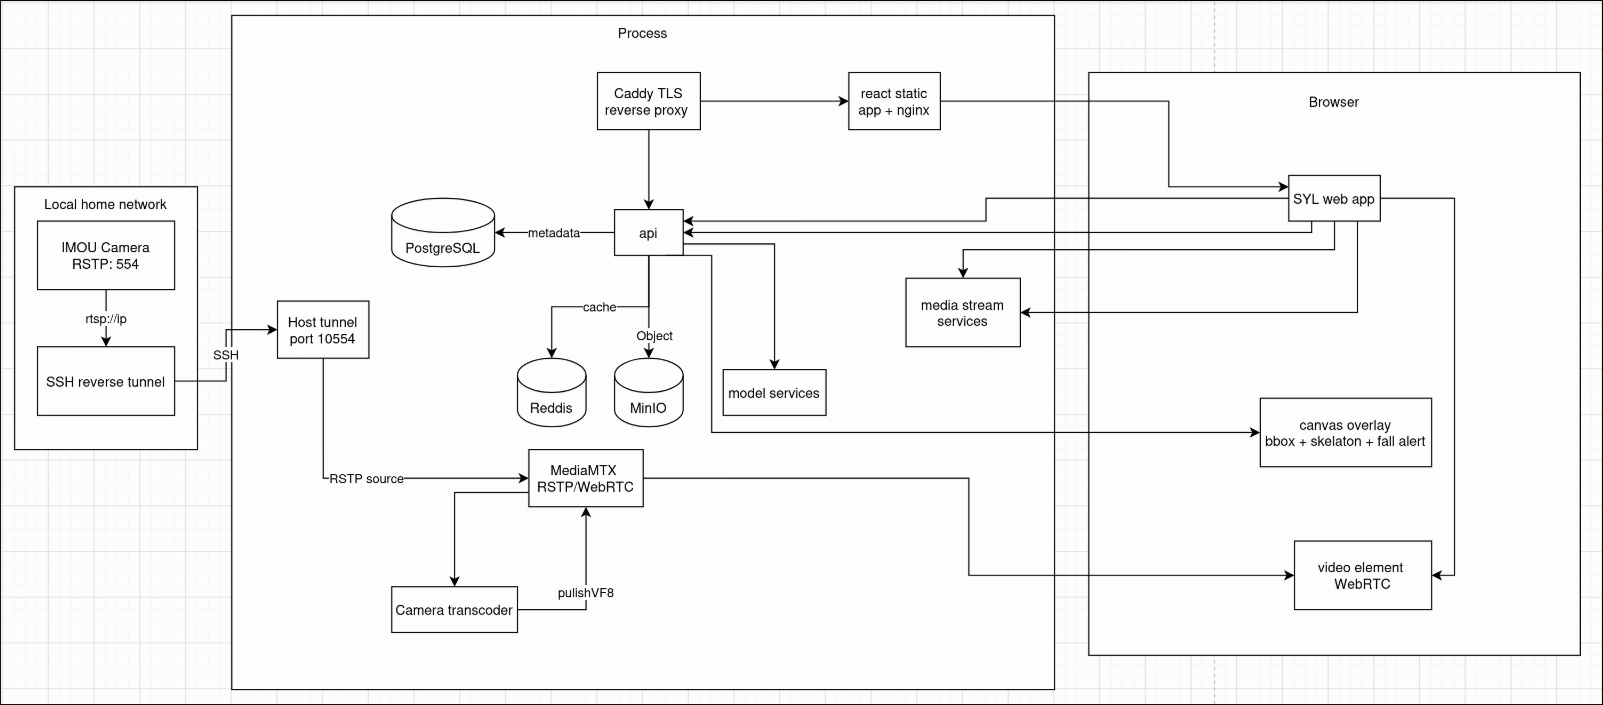 Process
Caddy TLS
reverse proxy
react static
app + nginx
Browser
Local home network
IMOU Camera
RSTP: 554
rtsp://ip
SSH reverse tunnel
SSH
Host tunnel
port 10554
PostgreSQL
metadata
api
SYL web app
cache
Object
Reddis
MinIO
model services
media stream
services
canvas overlay
bbox + skelaton + fall alert
RSTP source
MediaMTX
RSTP/WebRTC
video element
WebRTC
Camera transcoder
pulishVF8